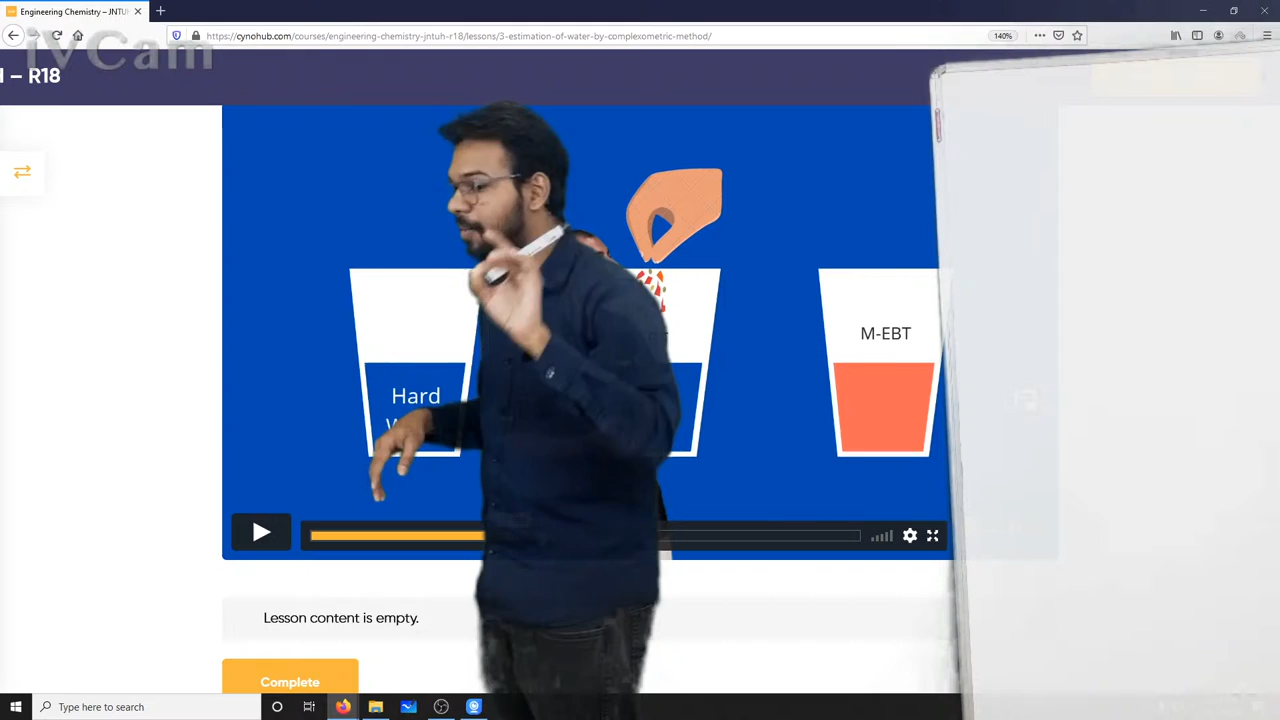 Engineering Chemistry – JNTUH
https://cynohub.com/courses/engineering-chemistry-jntuh-r18/lessons/3-estimation-of-water-by-complexometric-method/
140%
iVCam
– R18
M-EBT
Hard
Lesson content is empty.
Complete
Type here to search